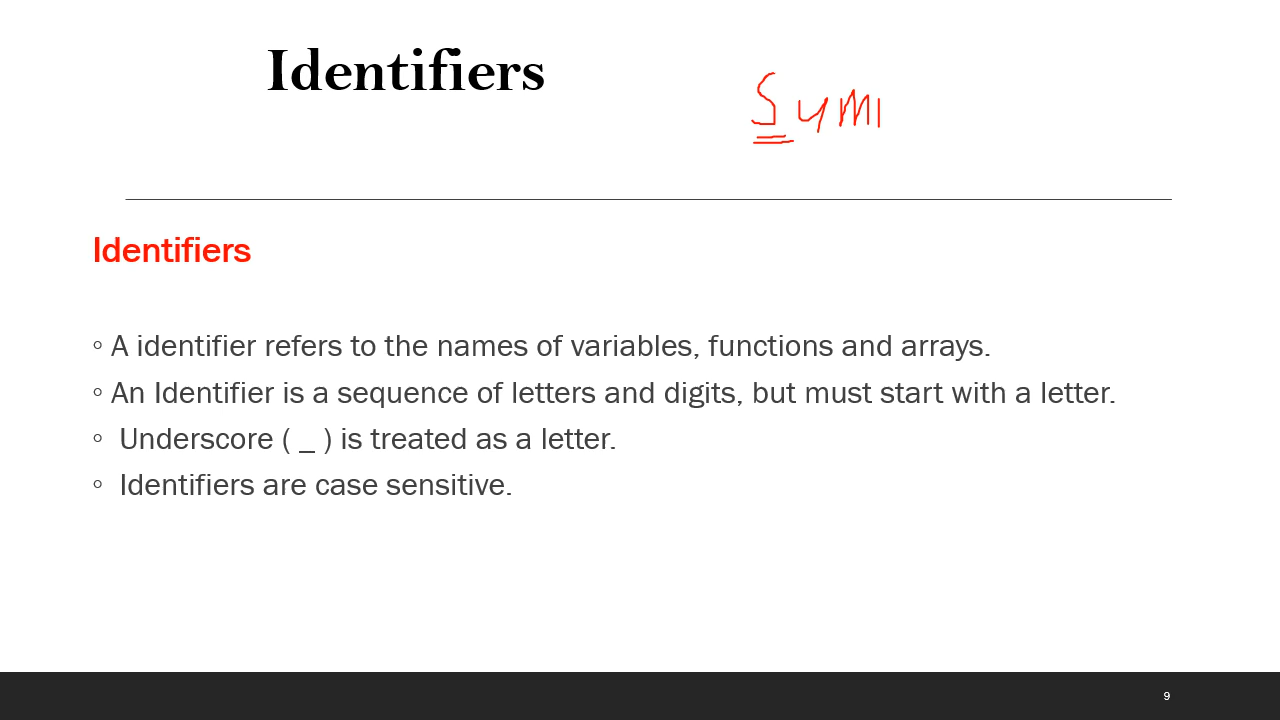 Identifiers
Sum1
Identifiers
◦ A identifier refers to the names of variables, functions and arrays.
◦ An Identifier is a sequence of letters and digits, but must start with a letter.
◦ Underscore ( _ ) is treated as a letter.
◦ Identifiers are case sensitive.
9